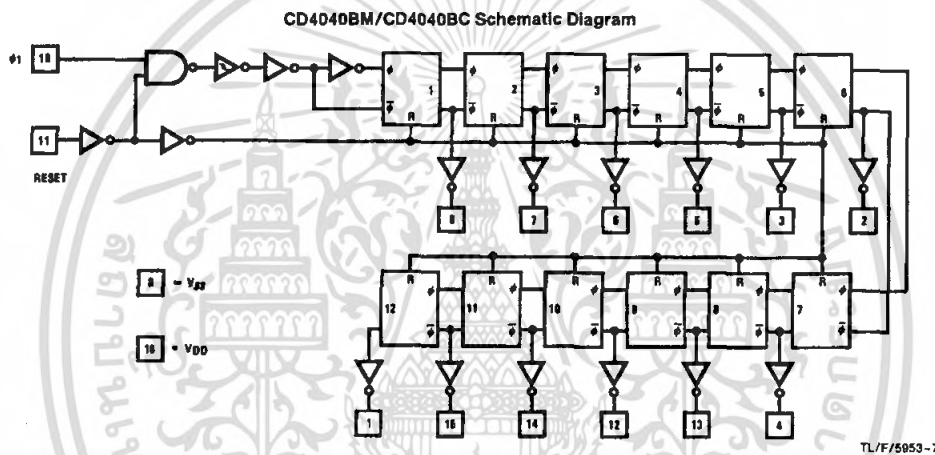 CD4040BM/CD4040BC Schematic Diagram
φ1 10
φ φ φ φ φ φ
1 2 3 4 5 6
φ̅ φ̅ φ̅ φ̅ φ̅ φ̅
R R R R R R
11
RESET
9 7 6 5 3 2
8 = VSS
16 = VDD
R R R R R R
φ φ φ φ φ φ
12 11 10 9 8 7
φ̅ φ̅ φ̅ φ̅ φ̅ φ̅
1 15 14 12 13 4
TL/F/5953-7